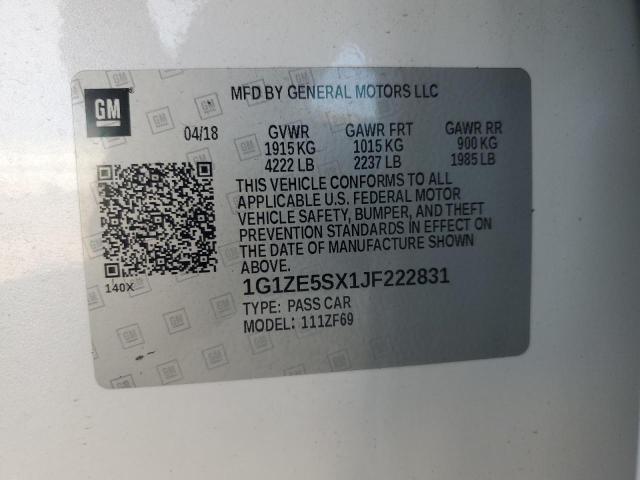 GM
MFD BY GENERAL MOTORS LLC
04/18 GVWR GAWR FRT GAWR RR
1915 KG 1015 KG 900 KG
4222 LB 2237 LB 1985 LB
THIS VEHICLE CONFORMS TO ALL
APPLICABLE U.S. FEDERAL MOTOR
VEHICLE SAFETY, BUMPER, AND THEFT
PREVENTION STANDARDS IN EFFECT ON
THE DATE OF MANUFACTURE SHOWN
ABOVE.
140X
1G1ZE5SX1JF222831
TYPE: PASS CAR
MODEL: 111ZF69